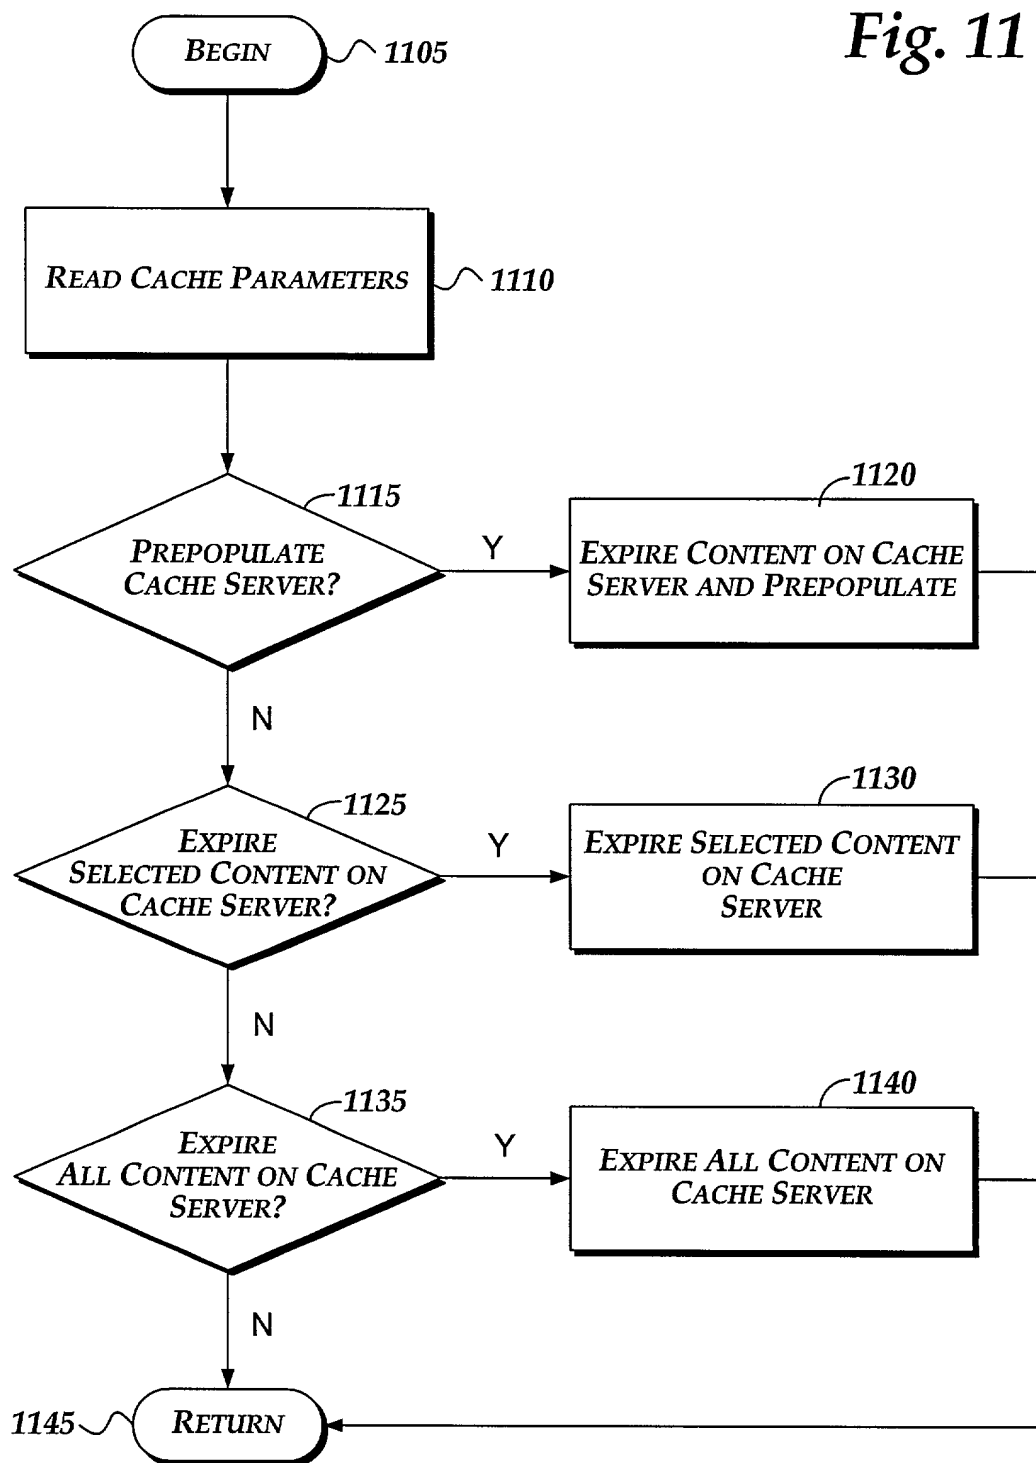 Fig. 11
BEGIN
1105
READ CACHE PARAMETERS
1110
1115
PREPOPULATE
CACHE SERVER?
Y
1120
EXPIRE CONTENT ON CACHE
SERVER AND PREPOPULATE
N
1125
EXPIRE
SELECTED CONTENT ON
CACHE SERVER?
Y
1130
EXPIRE SELECTED CONTENT
ON CACHE
SERVER
N
1135
EXPIRE
ALL CONTENT ON CACHE
SERVER?
Y
1140
EXPIRE ALL CONTENT ON
CACHE SERVER
N
1145
RETURN